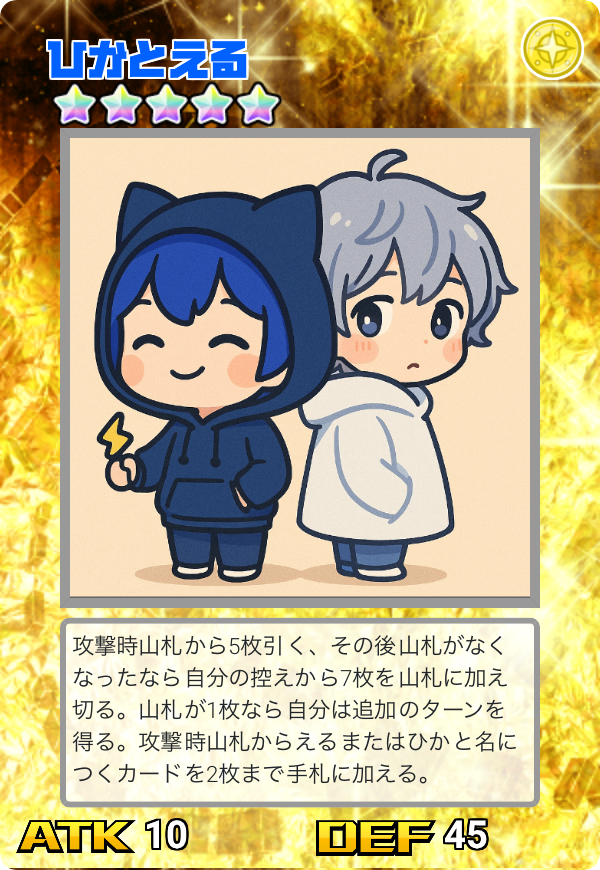 ひかとえる
攻撃時山札から5枚引く、その後山札がなく
なったなら自分の控えから7枚を山札に加え
切る。山札が1枚なら自分は追加のターンを
得る。攻撃時山札からえるまたはひかと名に
つくカードを2枚まで手札に加える。
ATK 10 DEF 45